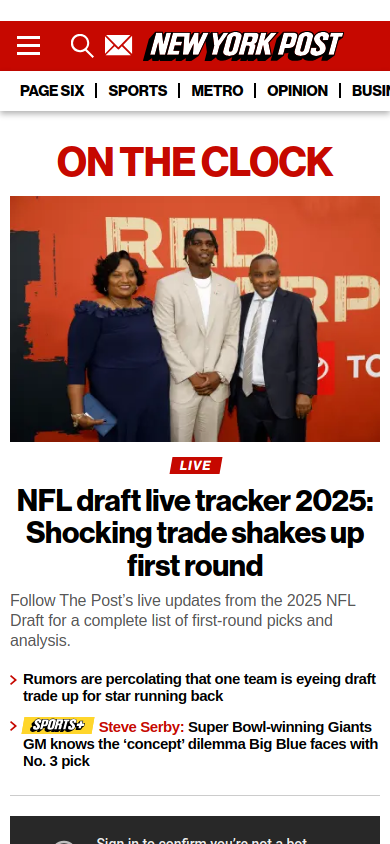 NEW YORK POST
PAGE SIX
SPORTS
METRO
OPINION
BUSIN
ON THE CLOCK
RED
ARP
TO
LIVE
NFL draft live tracker 2025:
Shocking trade shakes up
first round
Follow The Post's live updates from the 2025 NFL
Draft for a complete list of first-round picks and
analysis.
Rumors are percolating that one team is eyeing draft
trade up for star running back
SPORTS+ Steve Serby: Super Bowl-winning Giants
GM knows the ‘concept’ dilemma Big Blue faces with
No. 3 pick
Sign in to confirm you're not a bot